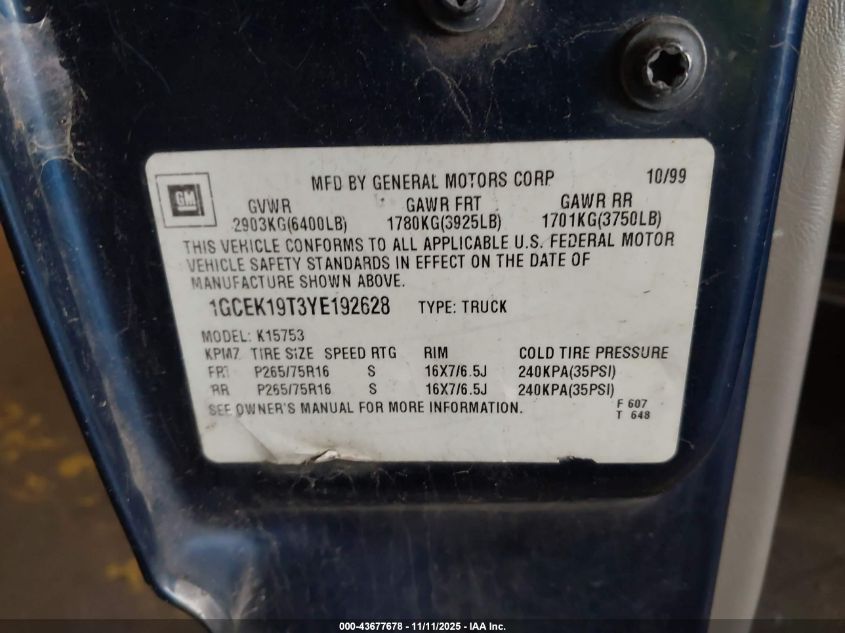 GM
MFD BY GENERAL MOTORS CORP 10/99
GVWR GAWR FRT GAWR RR
2903KG(6400LB) 1780KG(3925LB) 1701KG(3750LB)
THIS VEHICLE CONFORMS TO ALL APPLICABLE U.S. FEDERAL MOTOR
VEHICLE SAFETY STANDARDS IN EFFECT ON THE DATE OF
MANUFACTURE SHOWN ABOVE.
1GCEK19T3YE192628 TYPE: TRUCK
MODEL: K15753
KPM7 TIRE SIZE SPEED RTG RIM COLD TIRE PRESSURE
FRT P265/75R16 S 16X7/6.5J 240KPA(35PSI)
RR P265/75R16 S 16X7/6.5J 240KPA(35PSI)
SEE OWNER'S MANUAL FOR MORE INFORMATION. F 607
T 648
000-43677678 - 11/11/2025 - IAA Inc.